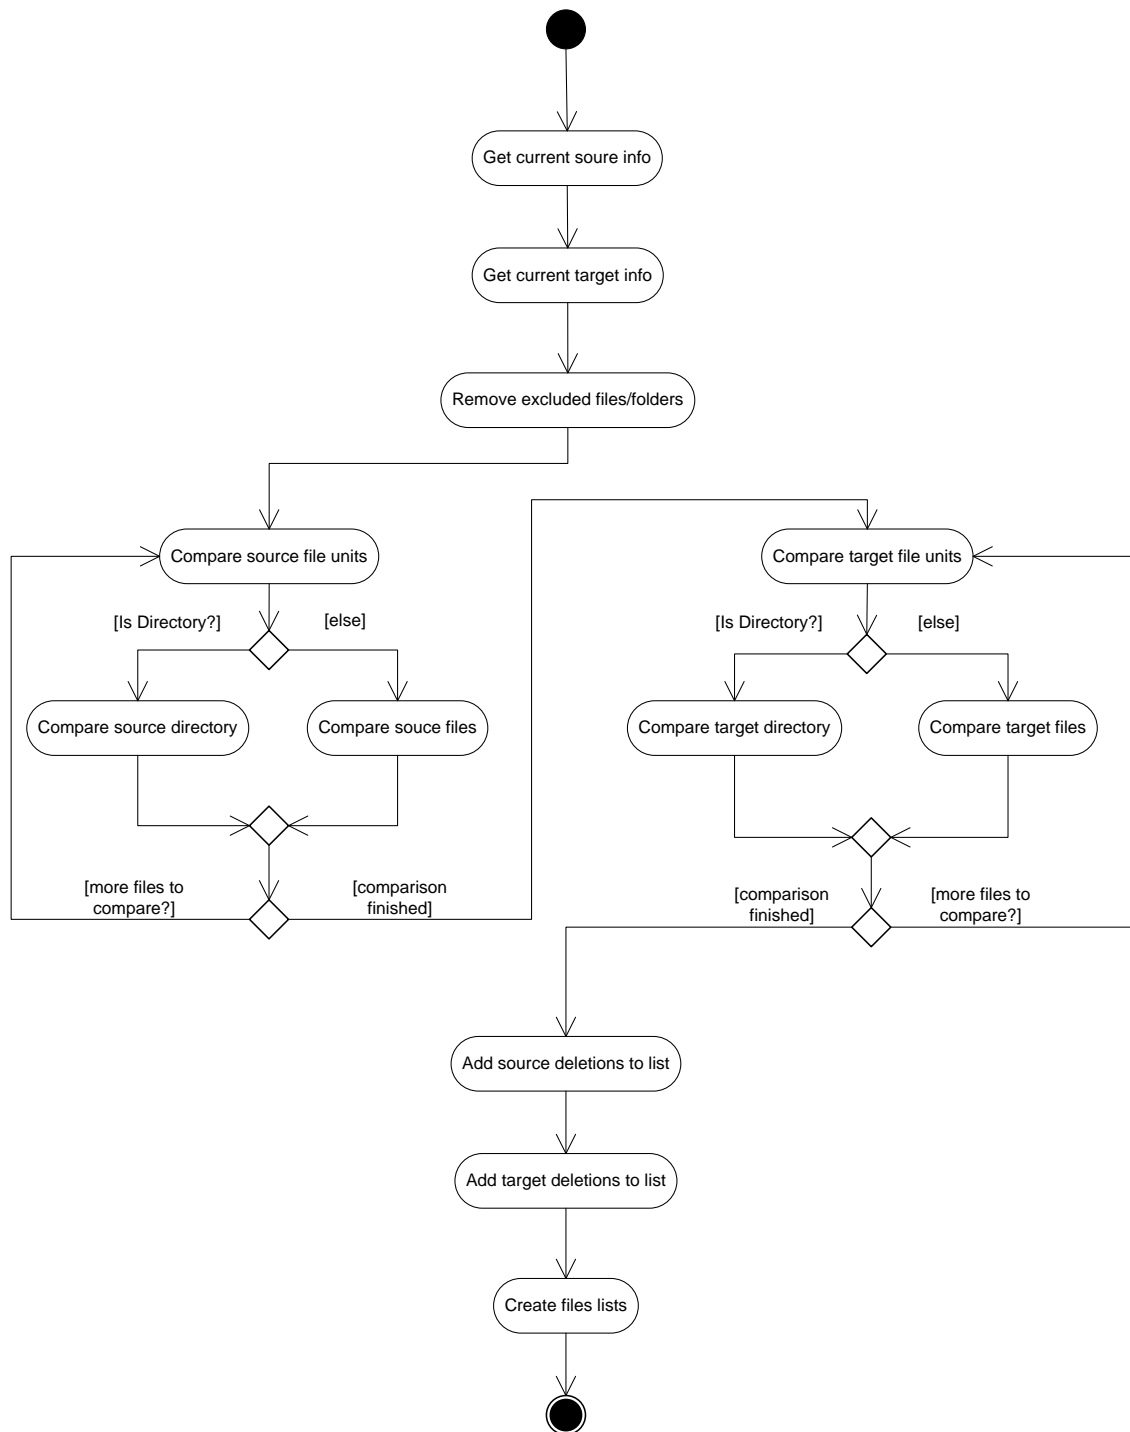 Get current soure info
Get current target info
Remove excluded files/folders
Compare source file units
Compare target file units
[Is Directory?]
[else]
[Is Directory?]
[else]
Compare source directory
Compare souce files
Compare target directory
Compare target files
[more files to
compare?]
[comparison
finished]
[comparison
finished]
[more files to
compare?]
Add source deletions to list
Add target deletions to list
Create files lists